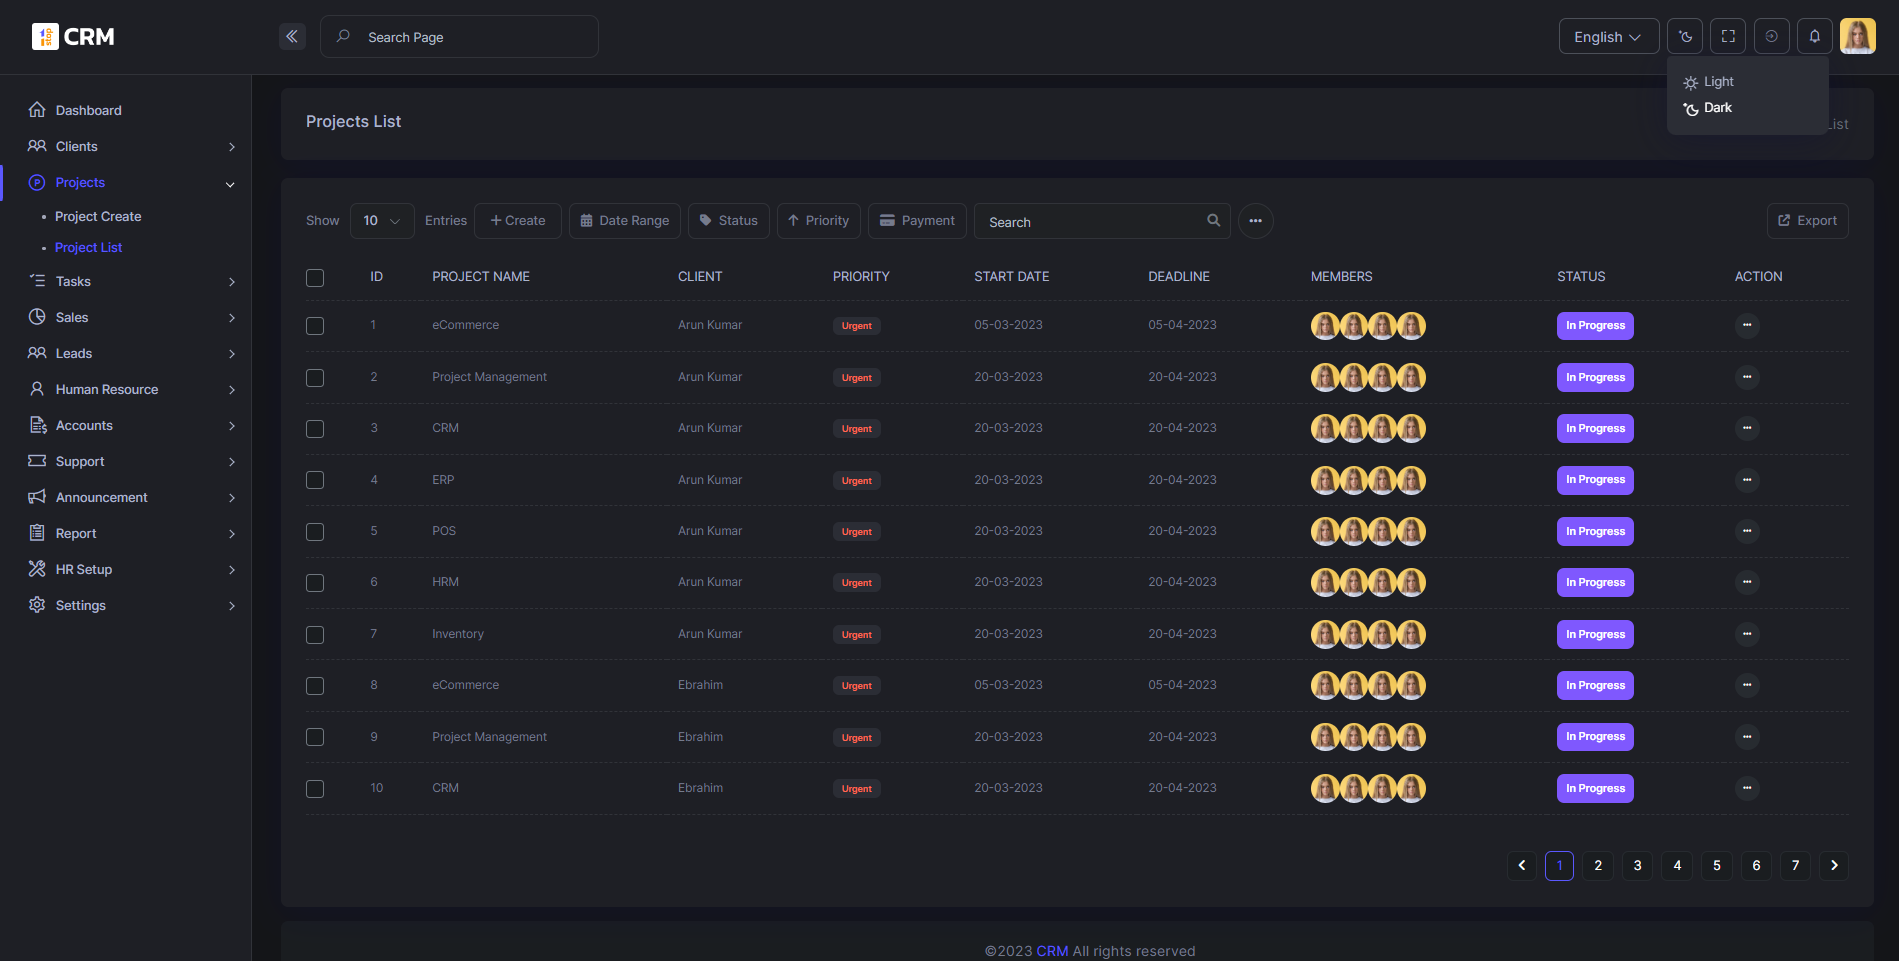 1 stop CRM
Search Page
English
Light
Dark
Dashboard
Clients
Projects
Project Create
Project List
Tasks
Sales
Leads
Human Resource
Accounts
Support
Announcement
Report
HR Setup
Settings
Projects List
List
Show 10 Entries + Create Date Range Status Priority Payment Search ••• Export
ID PROJECT NAME CLIENT PRIORITY START DATE DEADLINE MEMBERS STATUS ACTION
1 eCommerce Arun Kumar Urgent 05-03-2023 05-04-2023 In Progress
2 Project Management Arun Kumar Urgent 20-03-2023 20-04-2023 In Progress
3 CRM Arun Kumar Urgent 20-03-2023 20-04-2023 In Progress
4 ERP Arun Kumar Urgent 20-03-2023 20-04-2023 In Progress
5 POS Arun Kumar Urgent 20-03-2023 20-04-2023 In Progress
6 HRM Arun Kumar Urgent 20-03-2023 20-04-2023 In Progress
7 Inventory Arun Kumar Urgent 20-03-2023 20-04-2023 In Progress
8 eCommerce Ebrahim Urgent 05-03-2023 05-04-2023 In Progress
9 Project Management Ebrahim Urgent 20-03-2023 20-04-2023 In Progress
10 CRM Ebrahim Urgent 20-03-2023 20-04-2023 In Progress
1 2 3 4 5 6 7
©2023 CRM All rights reserved